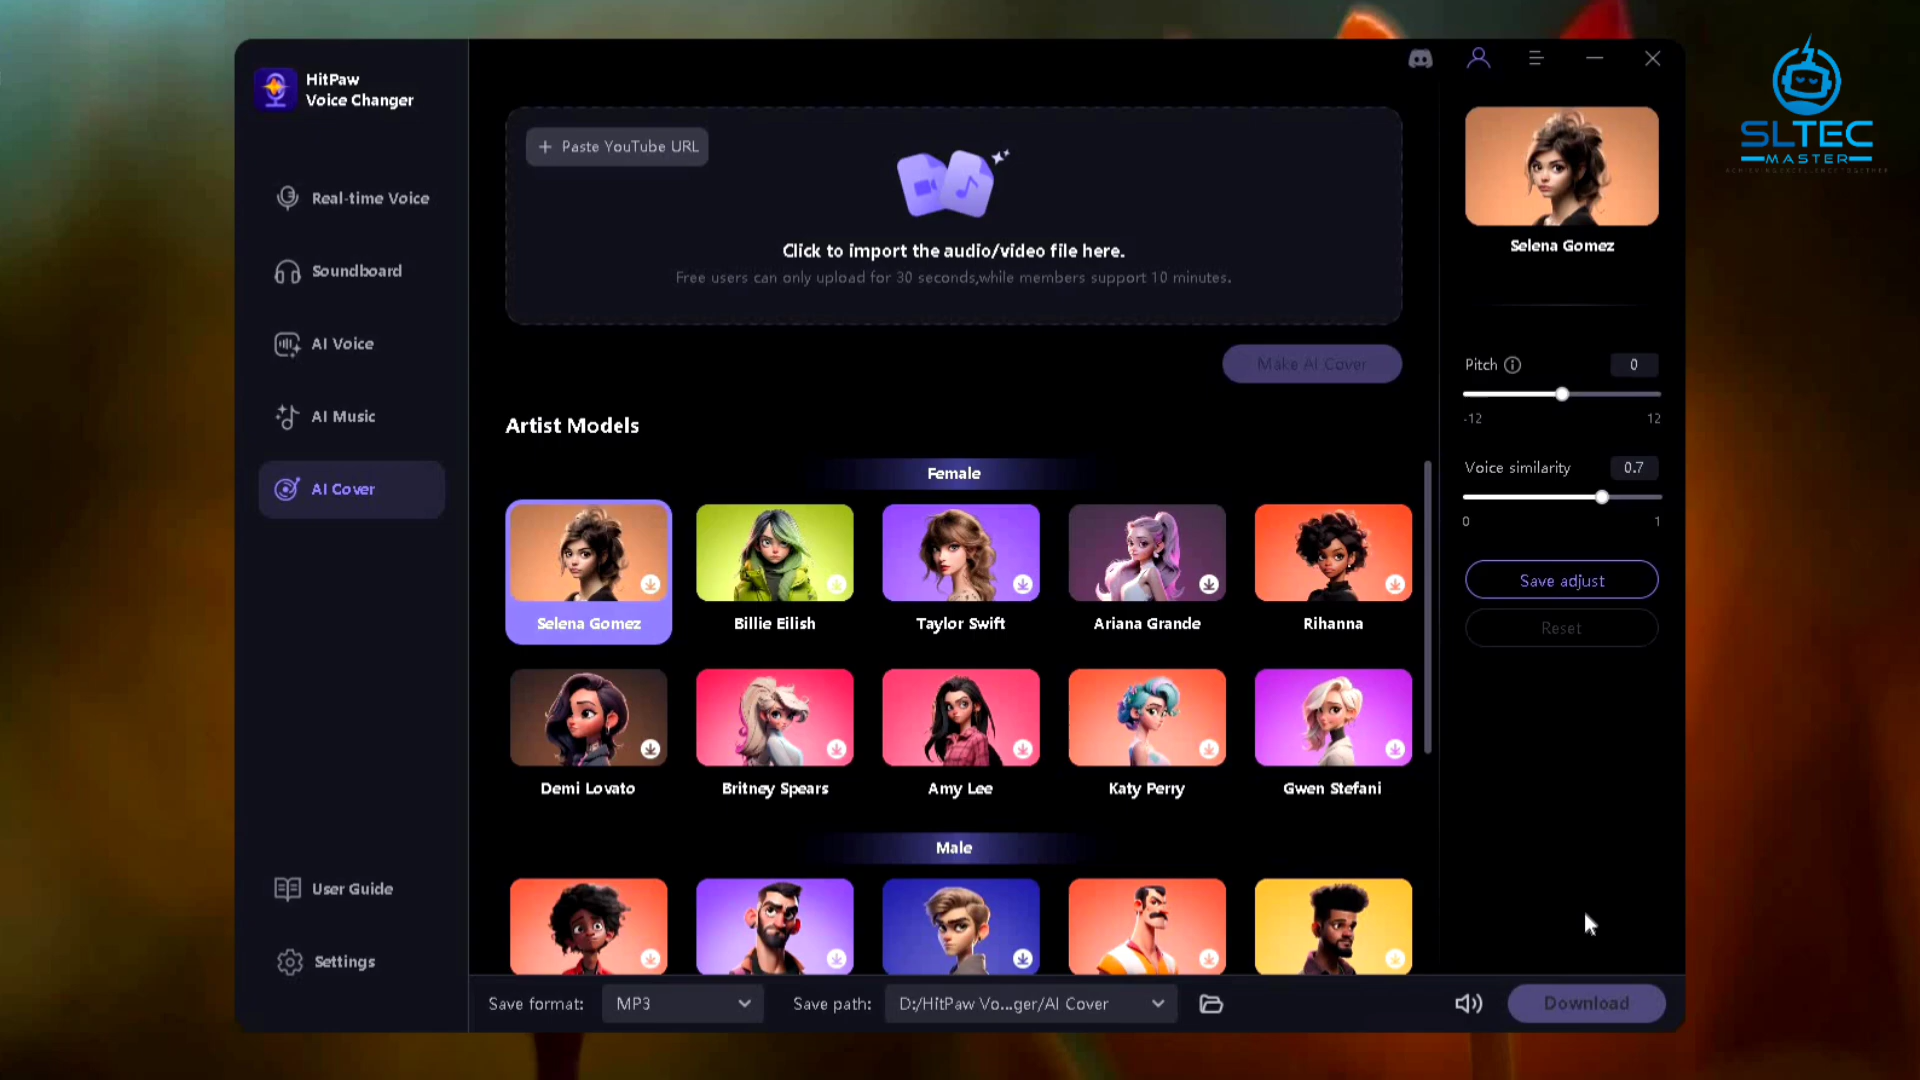 HitPaw
Voice Changer
Real-time Voice
Soundboard
AI Voice
AI Music
AI Cover
User Guide
Settings
+ Paste YouTube URL
Click to import the audio/video file here.
Free users can only upload for 30 seconds,while members support 10 minutes.
Make AI Cover
Artist Models
Female
Selena Gomez
Billie Eilish
Taylor Swift
Ariana Grande
Rihanna
Demi Lovato
Britney Spears
Amy Lee
Katy Perry
Gwen Stefani
Male
Save format:
MP3
Save path:
D:/HitPaw Vo...ger/AI Cover
Download
Selena Gomez
Pitch
0
-12
12
Voice similarity
0.7
0
1
Save adjust
Reset
SLTEC
MASTER
ACHIEVING EXCELLENCE TOGETHER